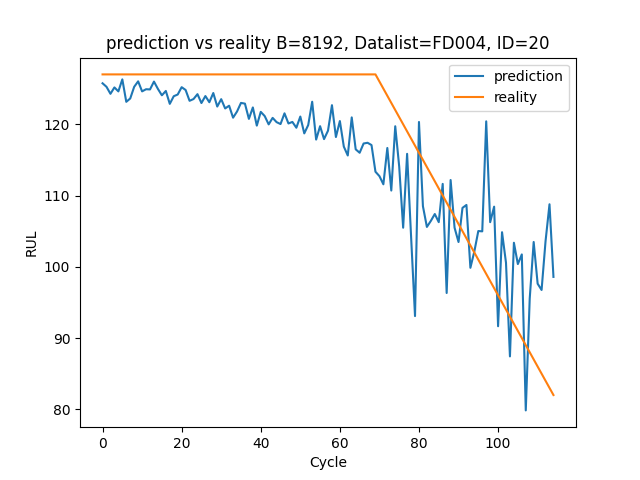 prediction vs reality B=8192, Datalist=FD004, ID=20
prediction
reality
RUL
120
110
100
90
80
0 20 40 60 80 100
Cycle